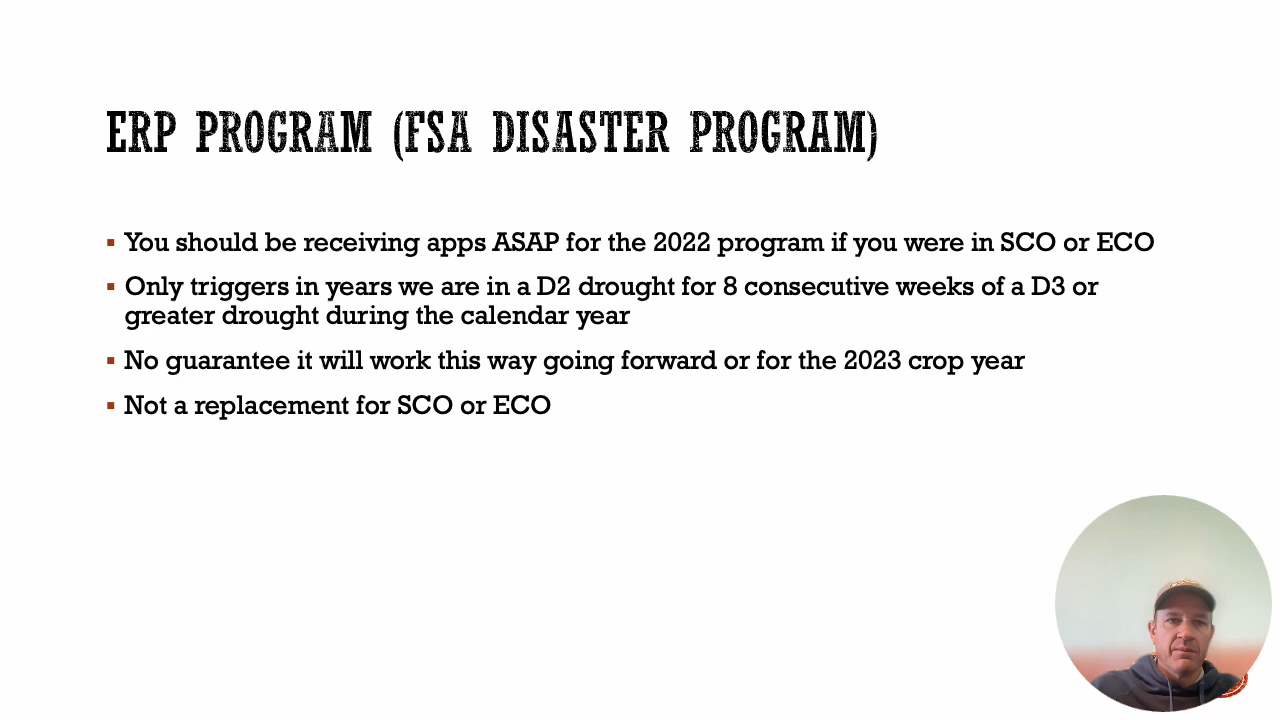 ERP PROGRAM (FSA DISASTER PROGRAM)
▪ You should be receiving apps ASAP for the 2022 program if you were in SCO or ECO
▪ Only triggers in years we are in a D2 drought for 8 consecutive weeks of a D3 or
greater drought during the calendar year
▪ No guarantee it will work this way going forward or for the 2023 crop year
▪ Not a replacement for SCO or ECO